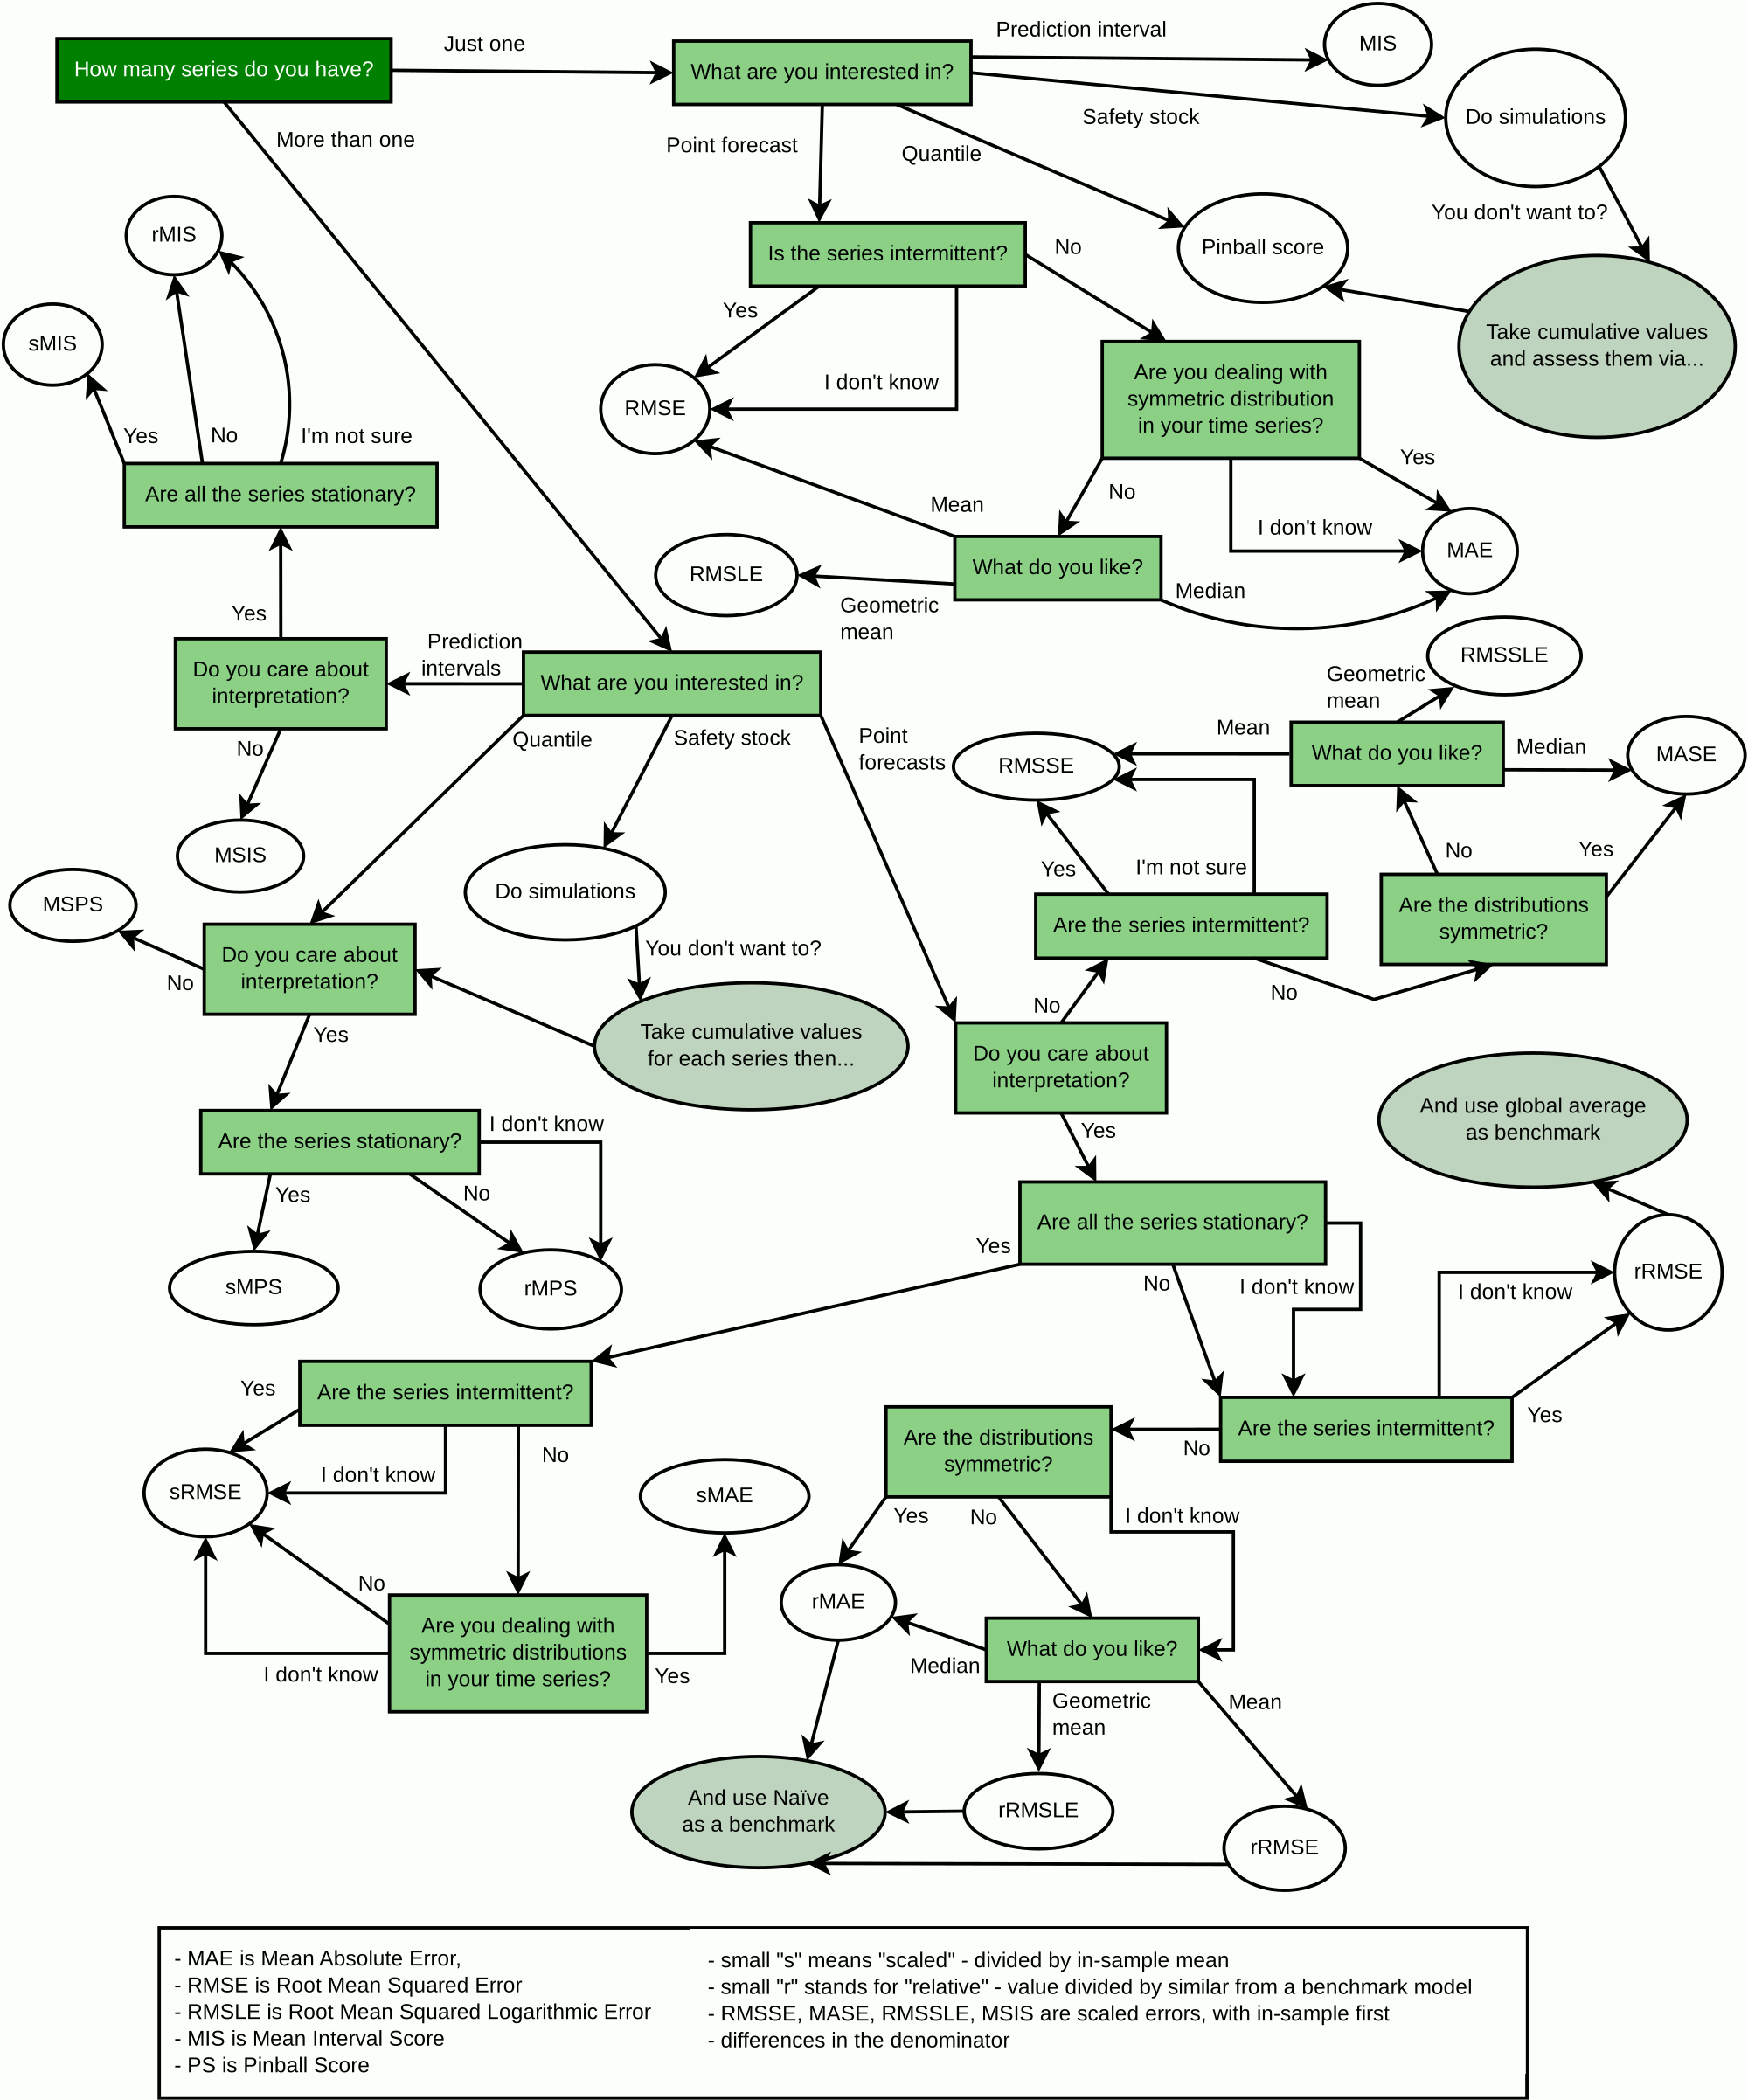 How many series do you have?
Just one
What are you interested in?
Prediction interval
MIS
Safety stock
Do simulations
More than one
Point forecast
Quantile
You don't want to?
rMIS
Is the series intermittent?
No
Pinball score
Take cumulative values
and assess them via...
sMIS
Yes
I don't know
RMSE
Are you dealing with
symmetric distribution
in your time series?
Yes
No
I'm not sure
Are all the series stationary?
Mean
No
Yes
I don't know
MAE
RMSLE
What do you like?
Median
Geometric
mean
Yes
Do you care about
interpretation?
Prediction
intervals
What are you interested in?
RMSSLE
Geometric
mean
No
Quantile
Safety stock
Point
forecasts
RMSSE
Mean
What do you like?
Median
MASE
MSIS
Do simulations
Yes
I'm not sure
No
Yes
MSPS
Are the series intermittent?
Are the distributions
symmetric?
No
Do you care about
interpretation?
You don't want to?
No
No
Yes
Take cumulative values
for each series then...
Do you care about
interpretation?
And use global average
as benchmark
Are the series stationary?
I don't know
Yes
Yes
No
Are all the series stationary?
Yes
No
I don't know
I don't know
rRMSE
sMPS
rMPS
Yes
Are the series intermittent?
Are the distributions
symmetric?
No
Are the series intermittent?
Yes
No
I don't know
sRMSE
sMAE
Yes
No
I don't know
No
Are you dealing with
symmetric distributions
in your time series?
rMAE
I don't know
Yes
Median
What do you like?
Geometric
mean
Mean
And use Naïve
as a benchmark
rRMSLE
rRMSE
- MAE is Mean Absolute Error,
- RMSE is Root Mean Squared Error
- RMSLE is Root Mean Squared Logarithmic Error
- MIS is Mean Interval Score
- PS is Pinball Score
- small "s" means "scaled" - divided by in-sample mean
- small "r" stands for "relative" - value divided by similar from a benchmark model
- RMSSE, MASE, RMSSLE, MSIS are scaled errors, with in-sample first
- differences in the denominator